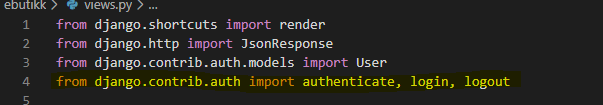 ebutikk > views.py > ...
1 from django.shortcuts import render
2 from django.http import JsonResponse
3 from django.contrib.auth.models import User
4 from django.contrib.auth import authenticate, login, logout
5